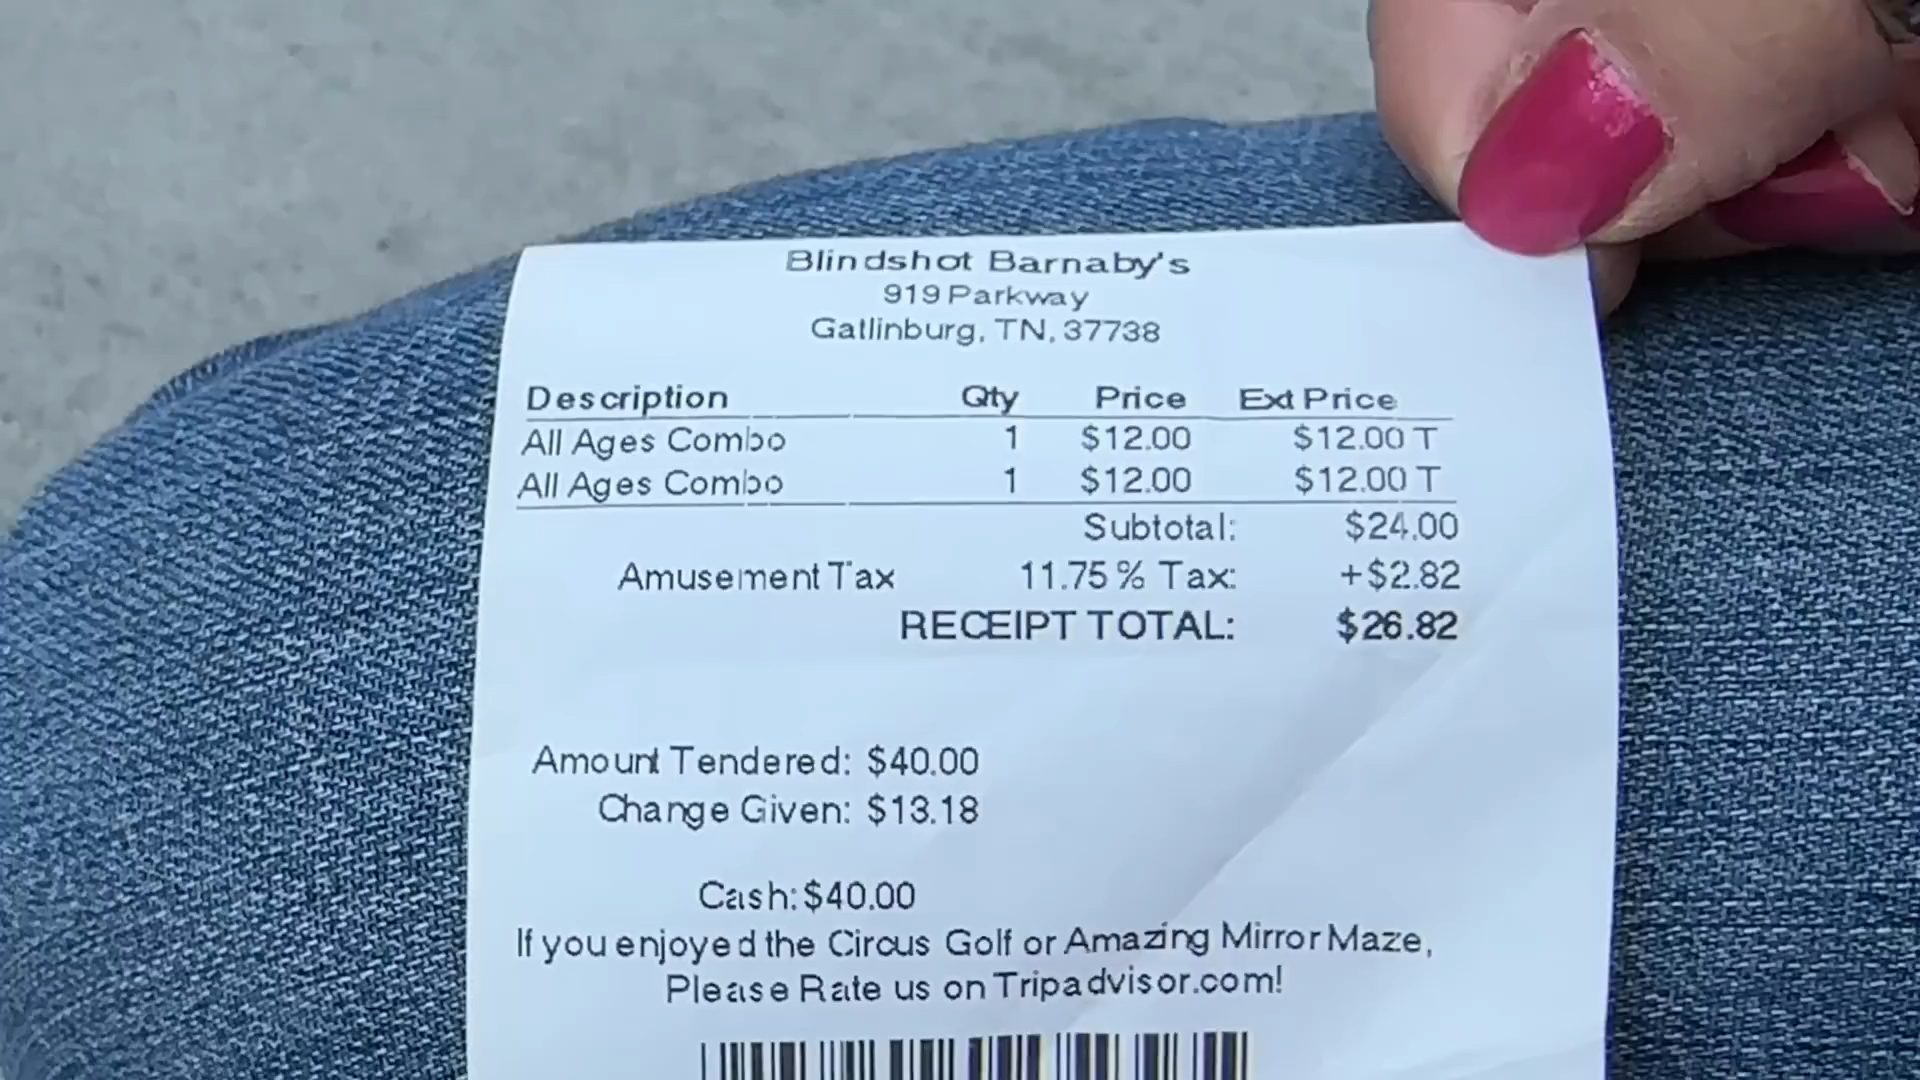 Blindshot Barnaby's
919 Parkway
Gatlinburg, TN, 37738
Description Qty Price Ext Price
All Ages Combo 1 $12.00 $12.00 T
All Ages Combo 1 $12.00 $12.00 T
Subtotal: $24.00
Amusement Tax 11.75% Tax: +$2.82
RECEIPT TOTAL: $26.82
Amount Tendered: $40.00
Change Given: $13.18
Cash: $40.00
If you enjoyed the Circus Golf or Amazing Mirror Maze,
Please Rate us on Tripadvisor.com!